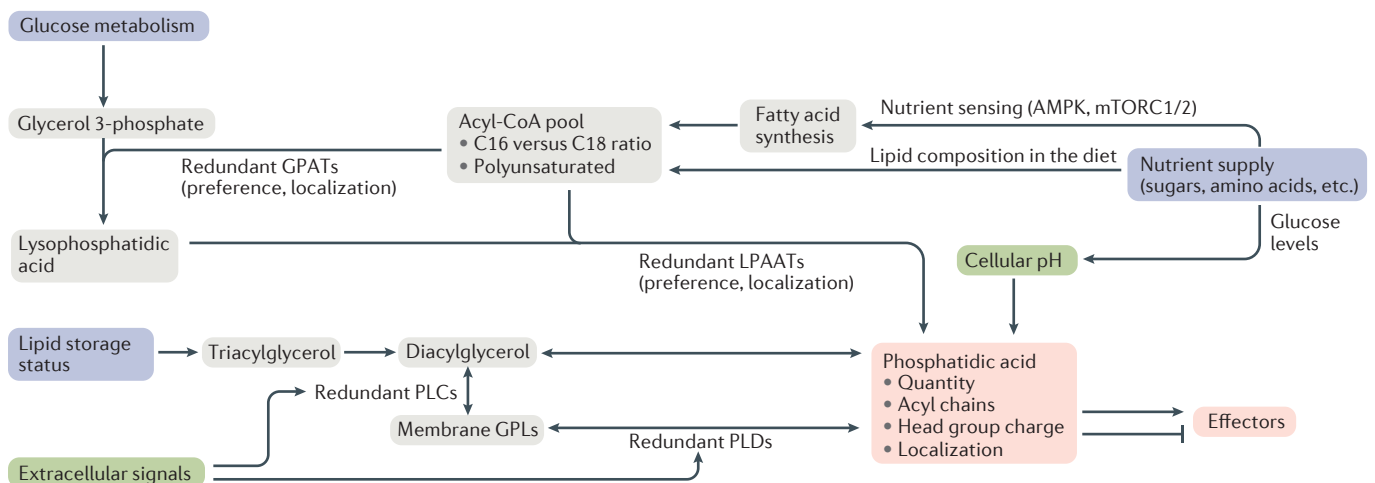 Glucose metabolism
Glycerol 3-phosphate
Redundant GPATs
(preference, localization)
Acyl-CoA pool
• C16 versus C18 ratio
• Polyunsaturated
Fatty acid
synthesis
Nutrient sensing (AMPK, mTORC1/2)
Lipid composition in the diet
Nutrient supply
(sugars, amino acids, etc.)
Glucose
levels
Lysophosphatidic
acid
Redundant LPAATs
(preference, localization)
Cellular pH
Lipid storage
status
Triacylglycerol
Diacylglycerol
Redundant PLCs
Membrane GPLs
Redundant PLDs
Phosphatidic acid
• Quantity
• Acyl chains
• Head group charge
• Localization
Effectors
Extracellular signals